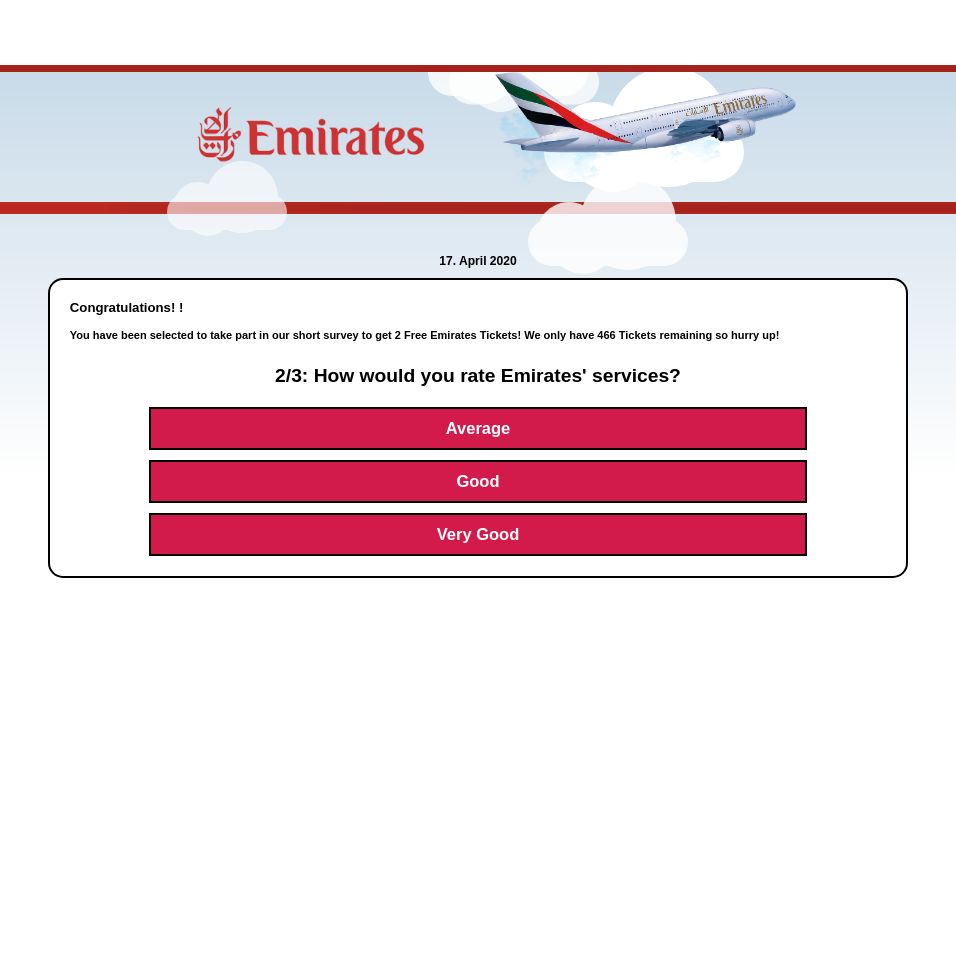 Emirates
Emirates
17. April 2020
Congratulations! !
You have been selected to take part in our short survey to get 2 Free Emirates Tickets! We only have 466 Tickets remaining so hurry up!
2/3: How would you rate Emirates' services?
Average
Good
Very Good